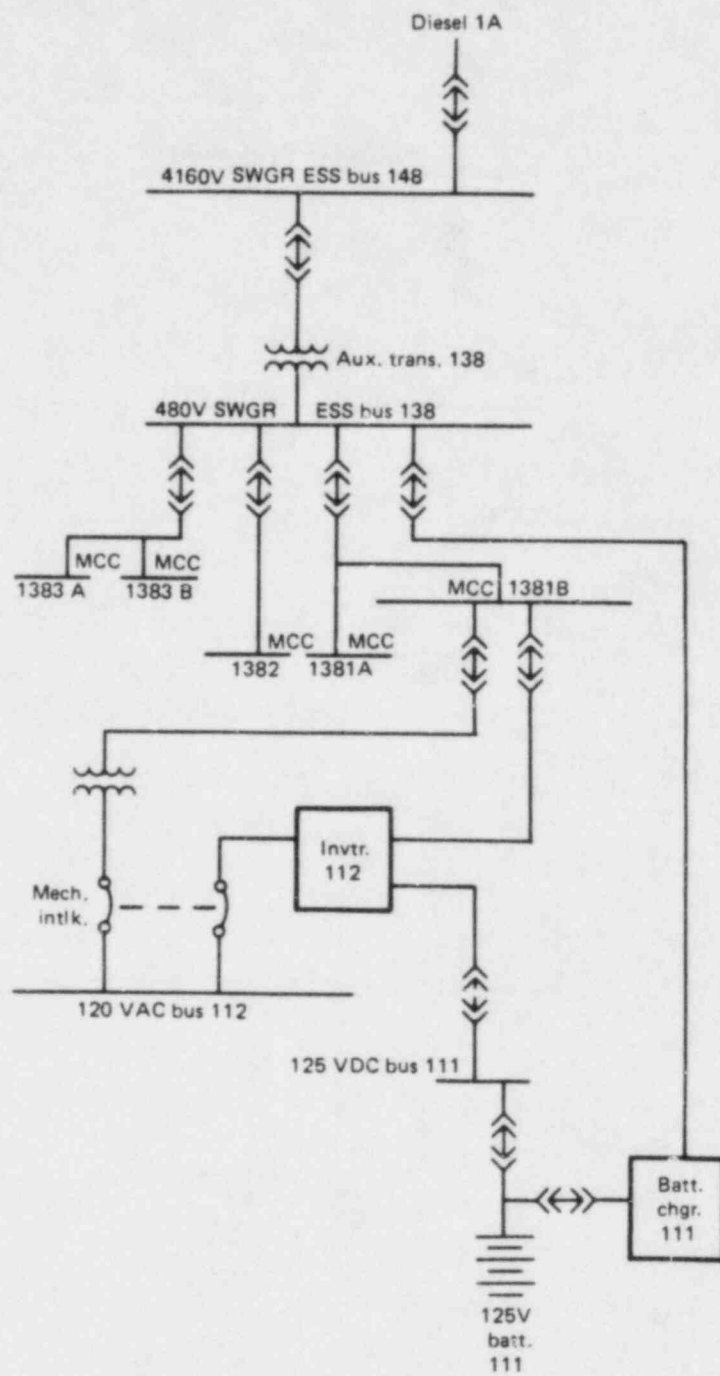 Diesel 1A
4160V SWGR ESS bus 148
Aux. trans. 138
480V SWGR ESS bus 138
MCC
1383 A
MCC
1383 B
MCC
1382
MCC
1381A
MCC 1381B
Invtr.
112
Mech.
intlk.
120 VAC bus 112
125 VDC bus 111
Batt.
chgr.
111
125V
batt.
111